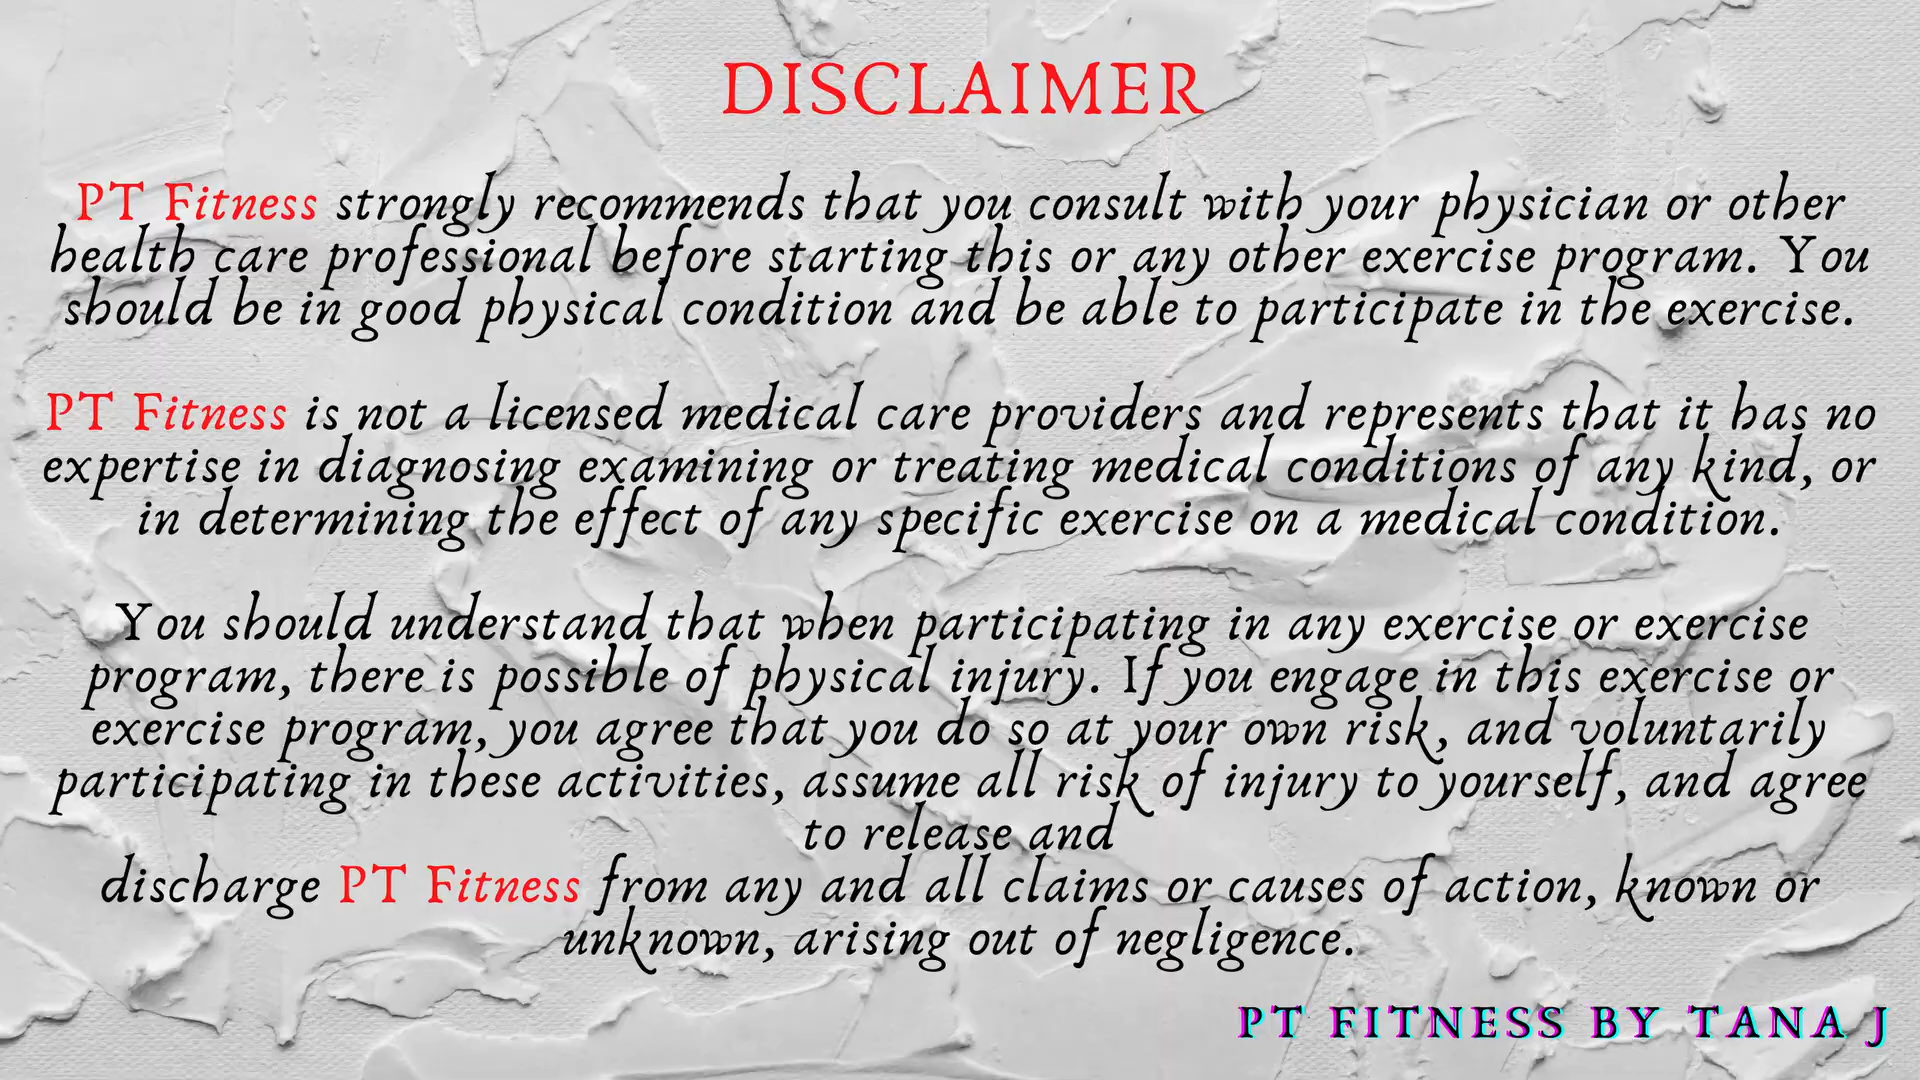 DISCLAIMER
PT Fitness strongly recommends that you consult with your physician or other
health care professional before starting this or any other exercise program. You
should be in good physical condition and be able to participate in the exercise.
PT Fitness is not a licensed medical care providers and represents that it has no
expertise in diagnosing examining or treating medical conditions of any kind, or
in determining the effect of any specific exercise on a medical condition.
You should understand that when participating in any exercise or exercise
program, there is possible of physical injury. If you engage in this exercise or
exercise program, you agree that you do so at your own risk, and voluntarily
participating in these activities, assume all risk of injury to yourself, and agree
to release and
discharge PT Fitness from any and all claims or causes of action, known or
unknown, arising out of negligence.
PT FITNESS BY TANA J